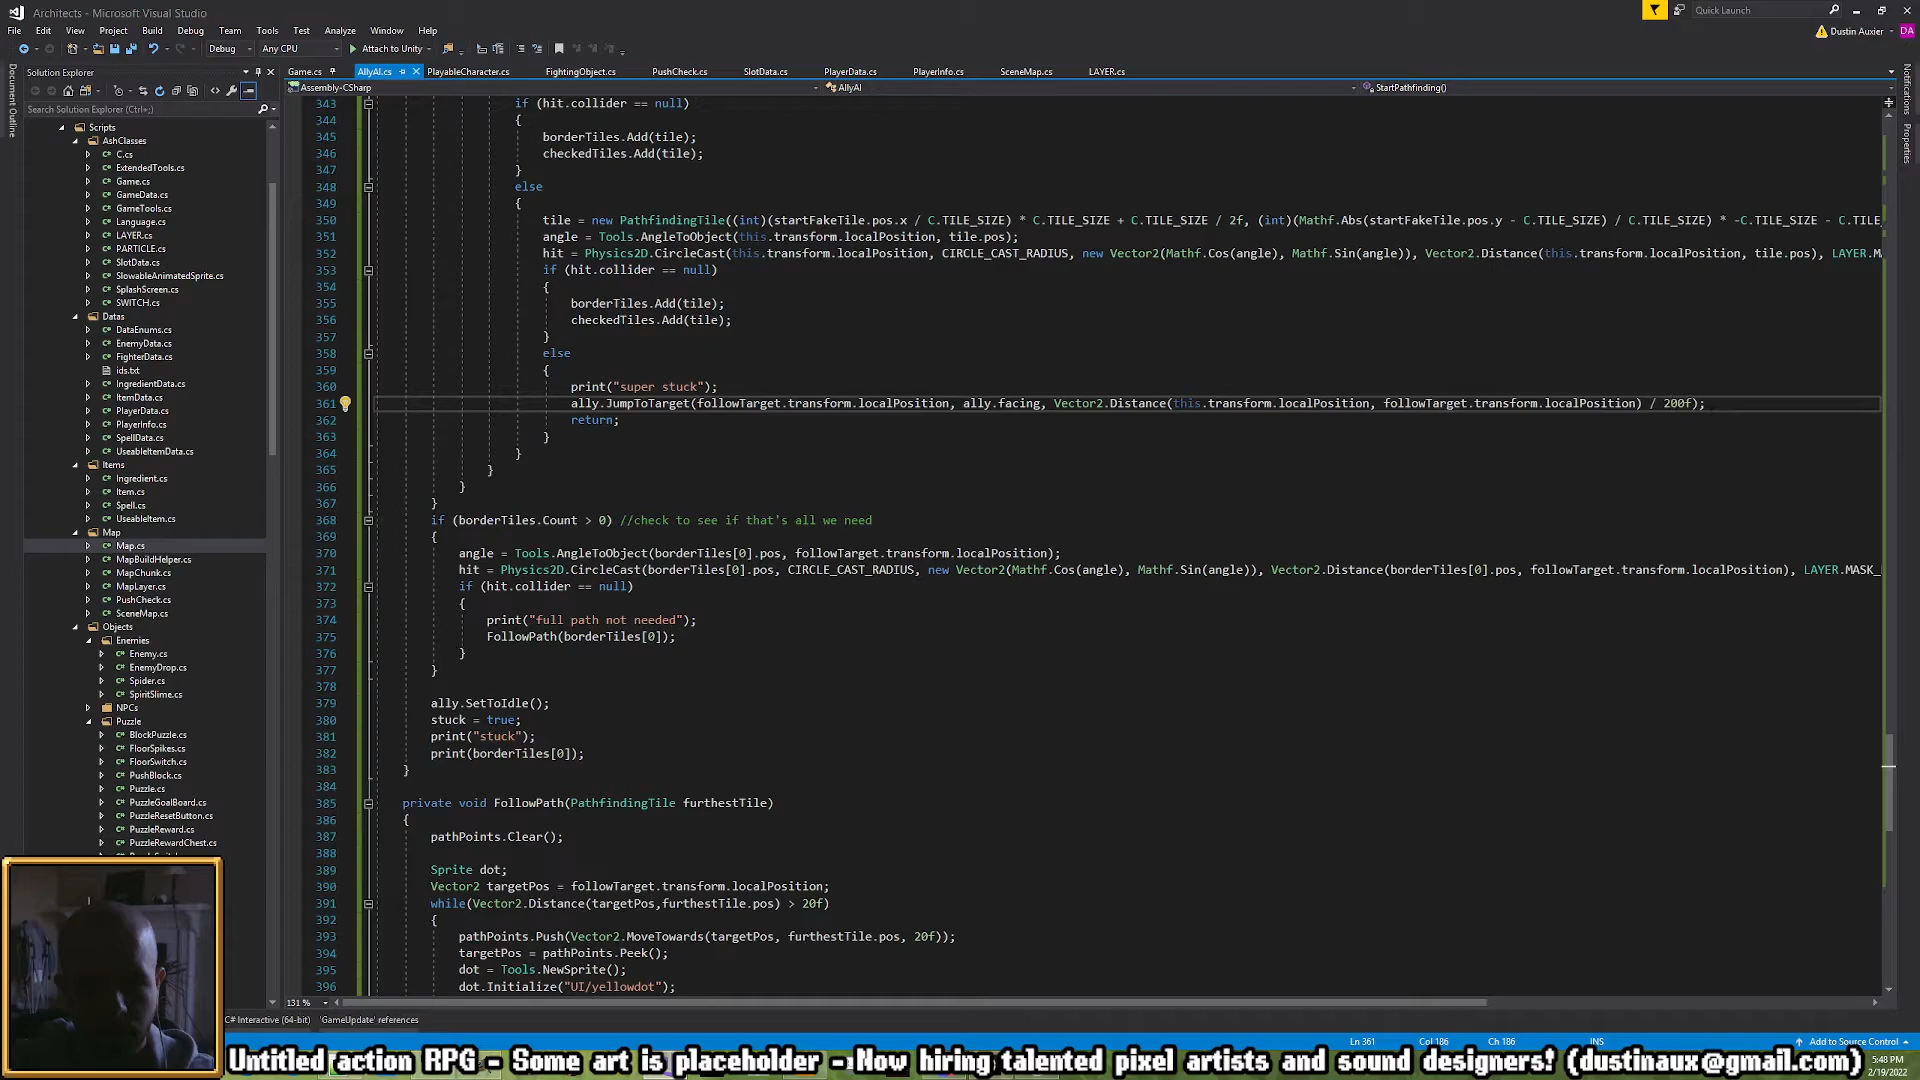 Architects - Microsoft Visual Studio
Quick Launch
File Edit View Project Build Debug Team Tools Test Analyze Window Help
Dustin Auxier
DA
Debug Any CPU Attach to Unity
Document Outline
Solution Explorer
Game.cs AllyAI.cs PlayableCharacter.cs FightingObject.cs PushCheck.cs SlotData.cs PlayerData.cs PlayerInfo.cs SceneMap.cs LAYER.cs
Assembly-CSharp AllyAI StartPathfinding()
Notifications
Properties
Search Solution Explorer (Ctrl+;)
Scripts
AshClasses
C.cs
ExtendedTools.cs
Game.cs
GameData.cs
GameTools.cs
Language.cs
LAYER.cs
PARTICLE.cs
SlotData.cs
SlowableAnimatedSprite.cs
SplashScreen.cs
SWITCH.cs
Datas
DataEnums.cs
EnemyData.cs
FighterData.cs
ids.txt
IngredientData.cs
ItemData.cs
PlayerData.cs
PlayerInfo.cs
SpellData.cs
UseableItemData.cs
Items
Ingredient.cs
Item.cs
Spell.cs
UseableItem.cs
Map
Map.cs
MapBuildHelper.cs
MapChunk.cs
MapLayer.cs
PushCheck.cs
SceneMap.cs
Objects
Enemies
Enemy.cs
EnemyDrop.cs
Spider.cs
SpiritSlime.cs
NPCs
Puzzle
BlockPuzzle.cs
FloorSpikes.cs
FloorSwitch.cs
PushBlock.cs
Puzzle.cs
PuzzleGoalBoard.cs
PuzzleResetButton.cs
PuzzleReward.cs
PuzzleRewardChest.cs
343 if (hit.collider == null)
344 {
345 borderTiles.Add(tile);
346 checkedTiles.Add(tile);
347 }
348 else
349 {
350 tile = new PathfindingTile((int)(startFakeTile.pos.x / C.TILE_SIZE) * C.TILE_SIZE + C.TILE_SIZE / 2f, (int)(Mathf.Abs(startFakeTile.pos.y - C.TILE_SIZE) / C.TILE_SIZE) * -C.TILE_SIZE - C.TILE_
351 angle = Tools.AngleToObject(this.transform.localPosition, tile.pos);
352 hit = Physics2D.CircleCast(this.transform.localPosition, CIRCLE_CAST_RADIUS, new Vector2(Mathf.Cos(angle), Mathf.Sin(angle)), Vector2.Distance(this.transform.localPosition, tile.pos), LAYER.M
353 if (hit.collider == null)
354 {
355 borderTiles.Add(tile);
356 checkedTiles.Add(tile);
357 }
358 else
359 {
360 print("super stuck");
361 ally.JumpToTarget(followTarget.transform.localPosition, ally.facing, Vector2.Distance(this.transform.localPosition, followTarget.transform.localPosition) / 200f);
362 return;
363 }
364 }
365 }
366 }
367 }
368 if (borderTiles.Count > 0) //check to see if that's all we need
369 {
370 angle = Tools.AngleToObject(borderTiles[0].pos, followTarget.transform.localPosition);
371 hit = Physics2D.CircleCast(borderTiles[0].pos, CIRCLE_CAST_RADIUS, new Vector2(Mathf.Cos(angle), Mathf.Sin(angle)), Vector2.Distance(borderTiles[0].pos, followTarget.transform.localPosition), LAYER.MASK_
372 if (hit.collider == null)
373 {
374 print("full path not needed");
375 FollowPath(borderTiles[0]);
376 }
377 }
378
379 ally.SetToIdle();
380 stuck = true;
381 print("stuck");
382 print(borderTiles[0]);
383 }
384
385 private void FollowPath(PathfindingTile furthestTile)
386 {
387 pathPoints.Clear();
388
389 Sprite dot;
390 Vector2 targetPos = followTarget.transform.localPosition;
391 while(Vector2.Distance(targetPos,furthestTile.pos) > 20f)
392 {
393 pathPoints.Push(Vector2.MoveTowards(targetPos, furthestTile.pos, 20f));
394 targetPos = pathPoints.Peek();
395 dot = Tools.NewSprite();
396 dot.Initialize("UI/yellowdot");
131 %
C# Interactive (64-bit) 'GameUpdate' references
Ln 361 Col 186 Ch 186 INS Add to Source Control
Untitled action RPG - Some art is placeholder - Now hiring talented pixel artists and sound designers! (dustinaux@gmail.com)
5:48 PM
2/19/2022